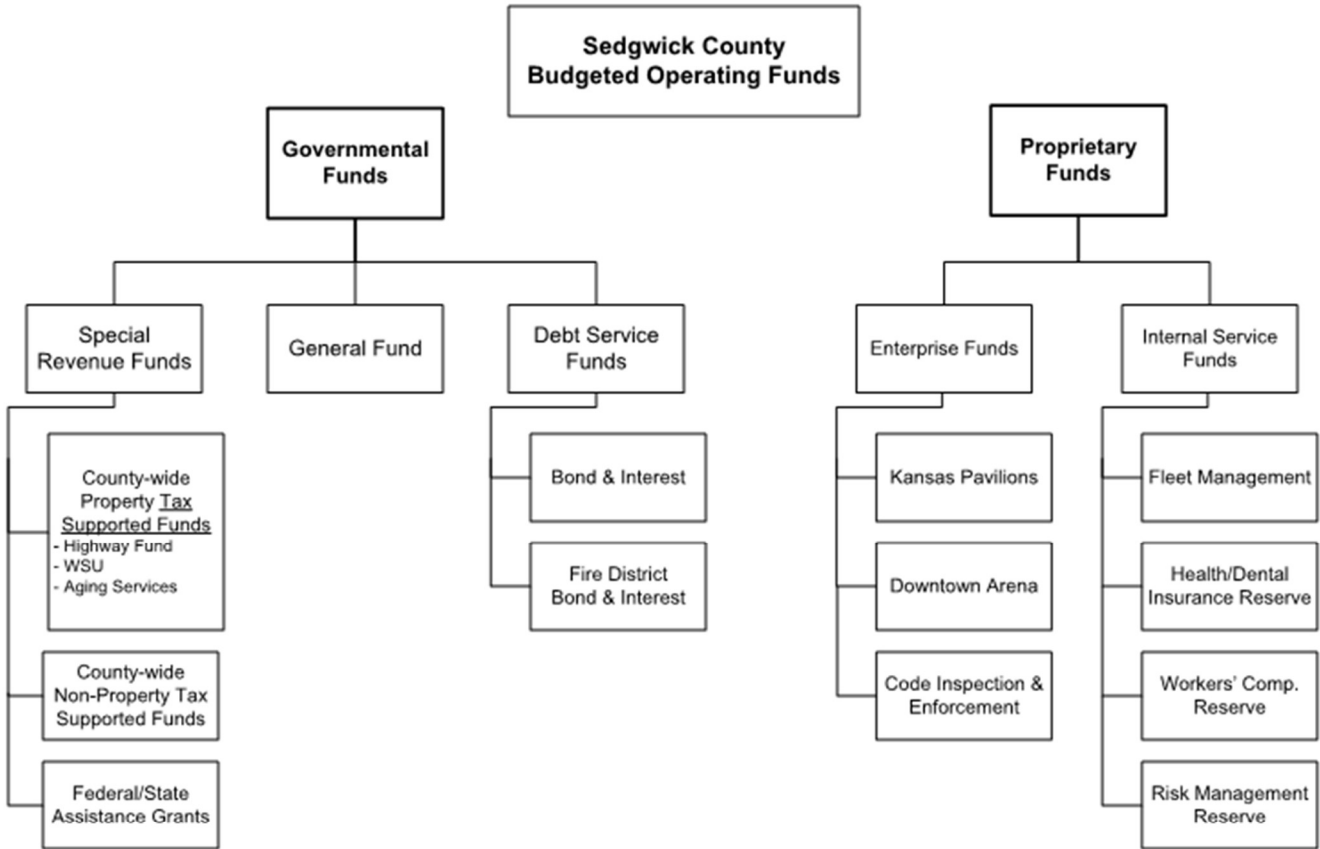 Sedgwick County
Budgeted Operating Funds
Governmental
Funds
Proprietary
Funds
Special
Revenue Funds
General Fund
Debt Service
Funds
Enterprise Funds
Internal Service
Funds
County-wide
Property Tax
Supported Funds
- Highway Fund
- WSU
- Aging Services
County-wide
Non-Property Tax
Supported Funds
Federal/State
Assistance Grants
Bond & Interest
Fire District
Bond & Interest
Kansas Pavilions
Downtown Arena
Code Inspection &
Enforcement
Fleet Management
Health/Dental
Insurance Reserve
Workers’ Comp.
Reserve
Risk Management
Reserve